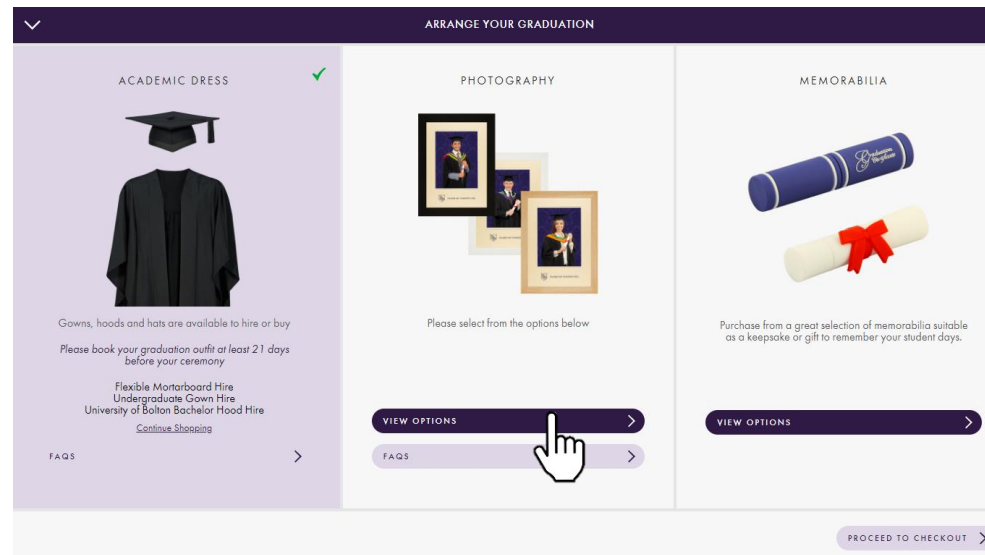 ARRANGE YOUR GRADUATION
ACADEMIC DRESS
Gowns, hoods and hats are available to hire or buy
Please book your graduation outfit at least 21 days
before your ceremony
Flexible Mortarboard Hire
Undergraduate Gown Hire
University of Bolton Bachelor Hood Hire
Continue Shopping
FAQS
PHOTOGRAPHY
Please select from the options below
VIEW OPTIONS
FAQS
MEMORABILIA
Graduation
Certificate
Purchase from a great selection of memorabilia suitable
as a keepsake or gift to remember your student days.
VIEW OPTIONS
PROCEED TO CHECKOUT